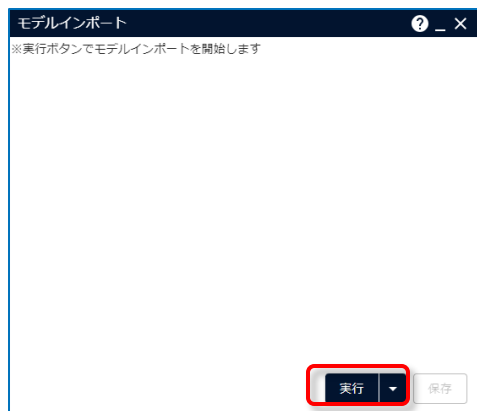 モデルインポート
※実行ボタンでモデルインポートを開始します
実行
保存